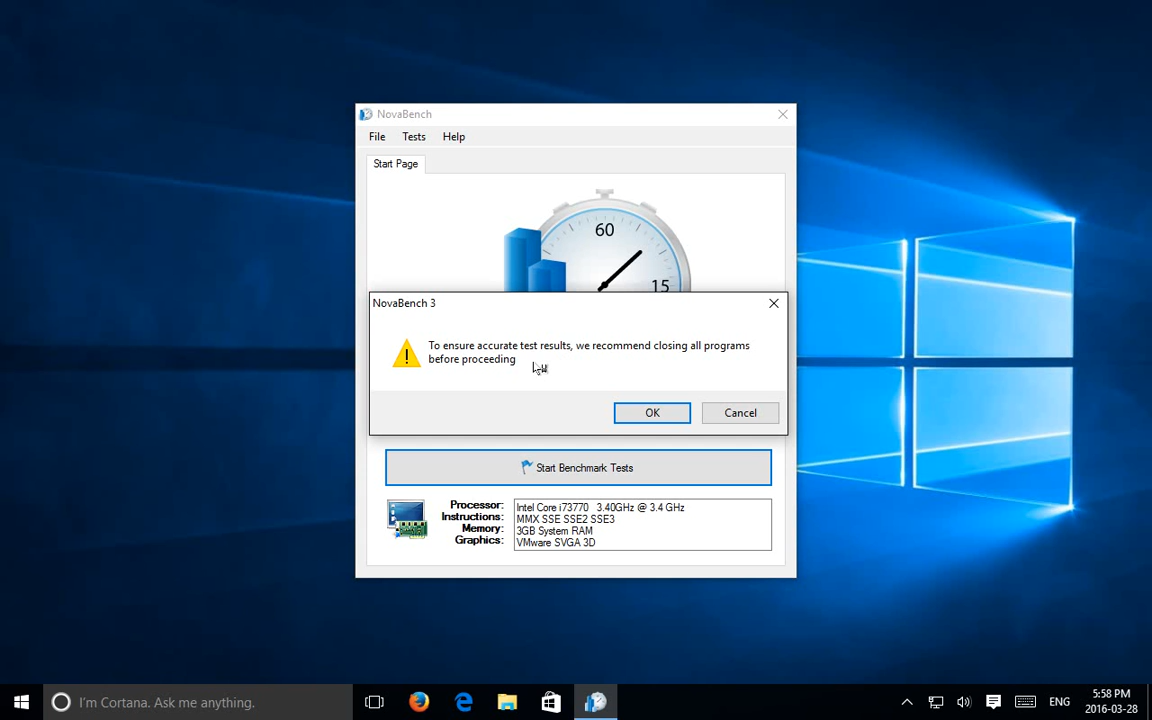 NovaBench
File Tests Help
Start Page
60
15
NovaBench 3
To ensure accurate test results, we recommend closing all programs
before proceeding
OK Cancel
Start Benchmark Tests
Processor: Intel Core i73770 3.40GHz @ 3.4 GHz
Instructions: MMX SSE SSE2 SSE3
Memory: 3GB System RAM
Graphics: VMware SVGA 3D
I'm Cortana. Ask me anything.
ENG
5:58 PM
2016-03-28